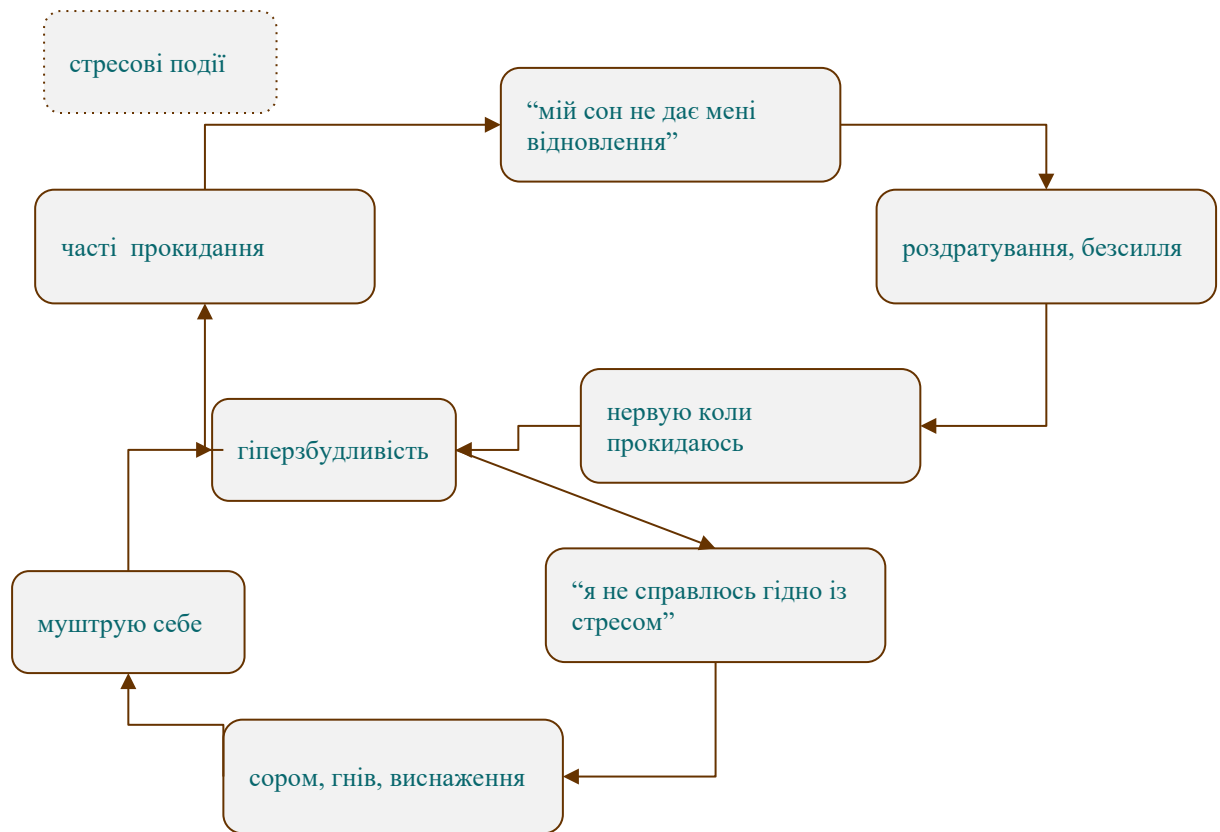 стресові події
“мій сон не дає мені
відновлення”
часті  прокидання
роздратування, безсилля
нервую коли
прокидаюсь
гіперзбудливість
“я не справлюсь гідно із
стресом”
муштрую себе
сором, гнів, виснаження